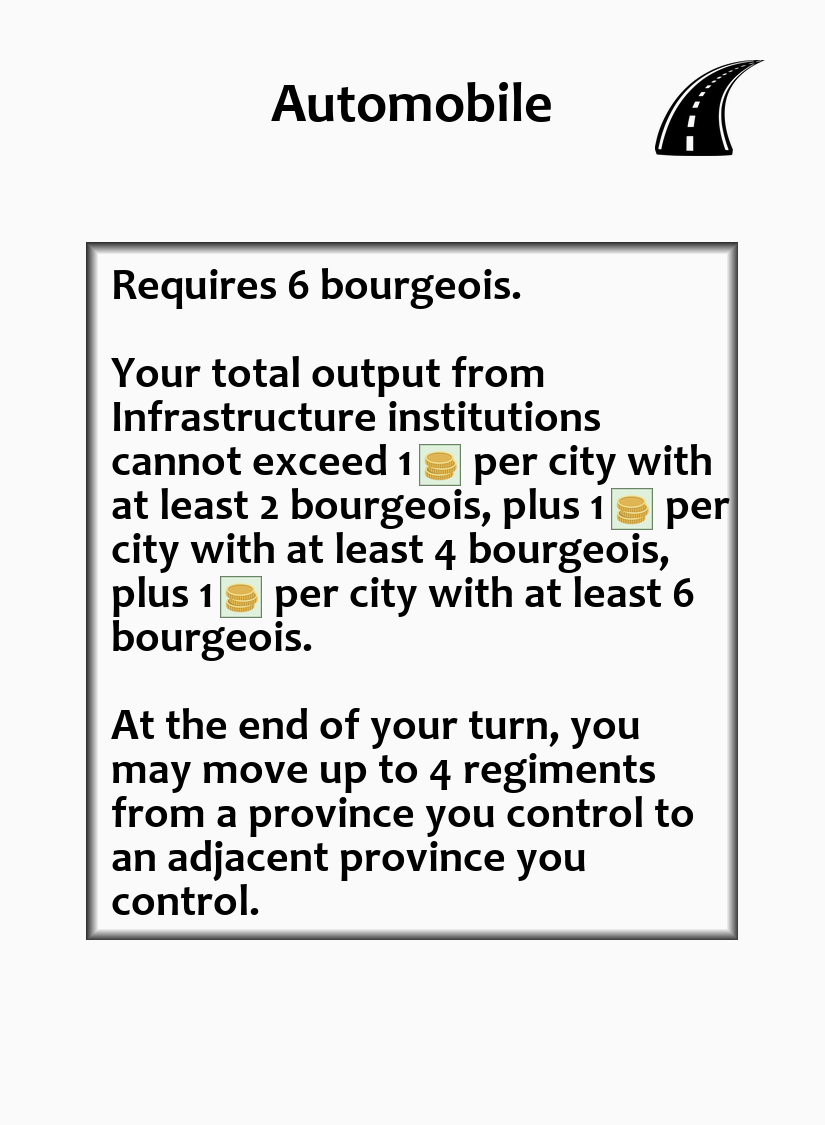 Automobile
Requires 6 bourgeois.
Your total output from
Infrastructure institutions
cannot exceed 1 per city with
at least 2 bourgeois, plus 1 per
city with at least 4 bourgeois,
plus 1 per city with at least 6
bourgeois.
At the end of your turn, you
may move up to 4 regiments
from a province you control to
an adjacent province you
control.